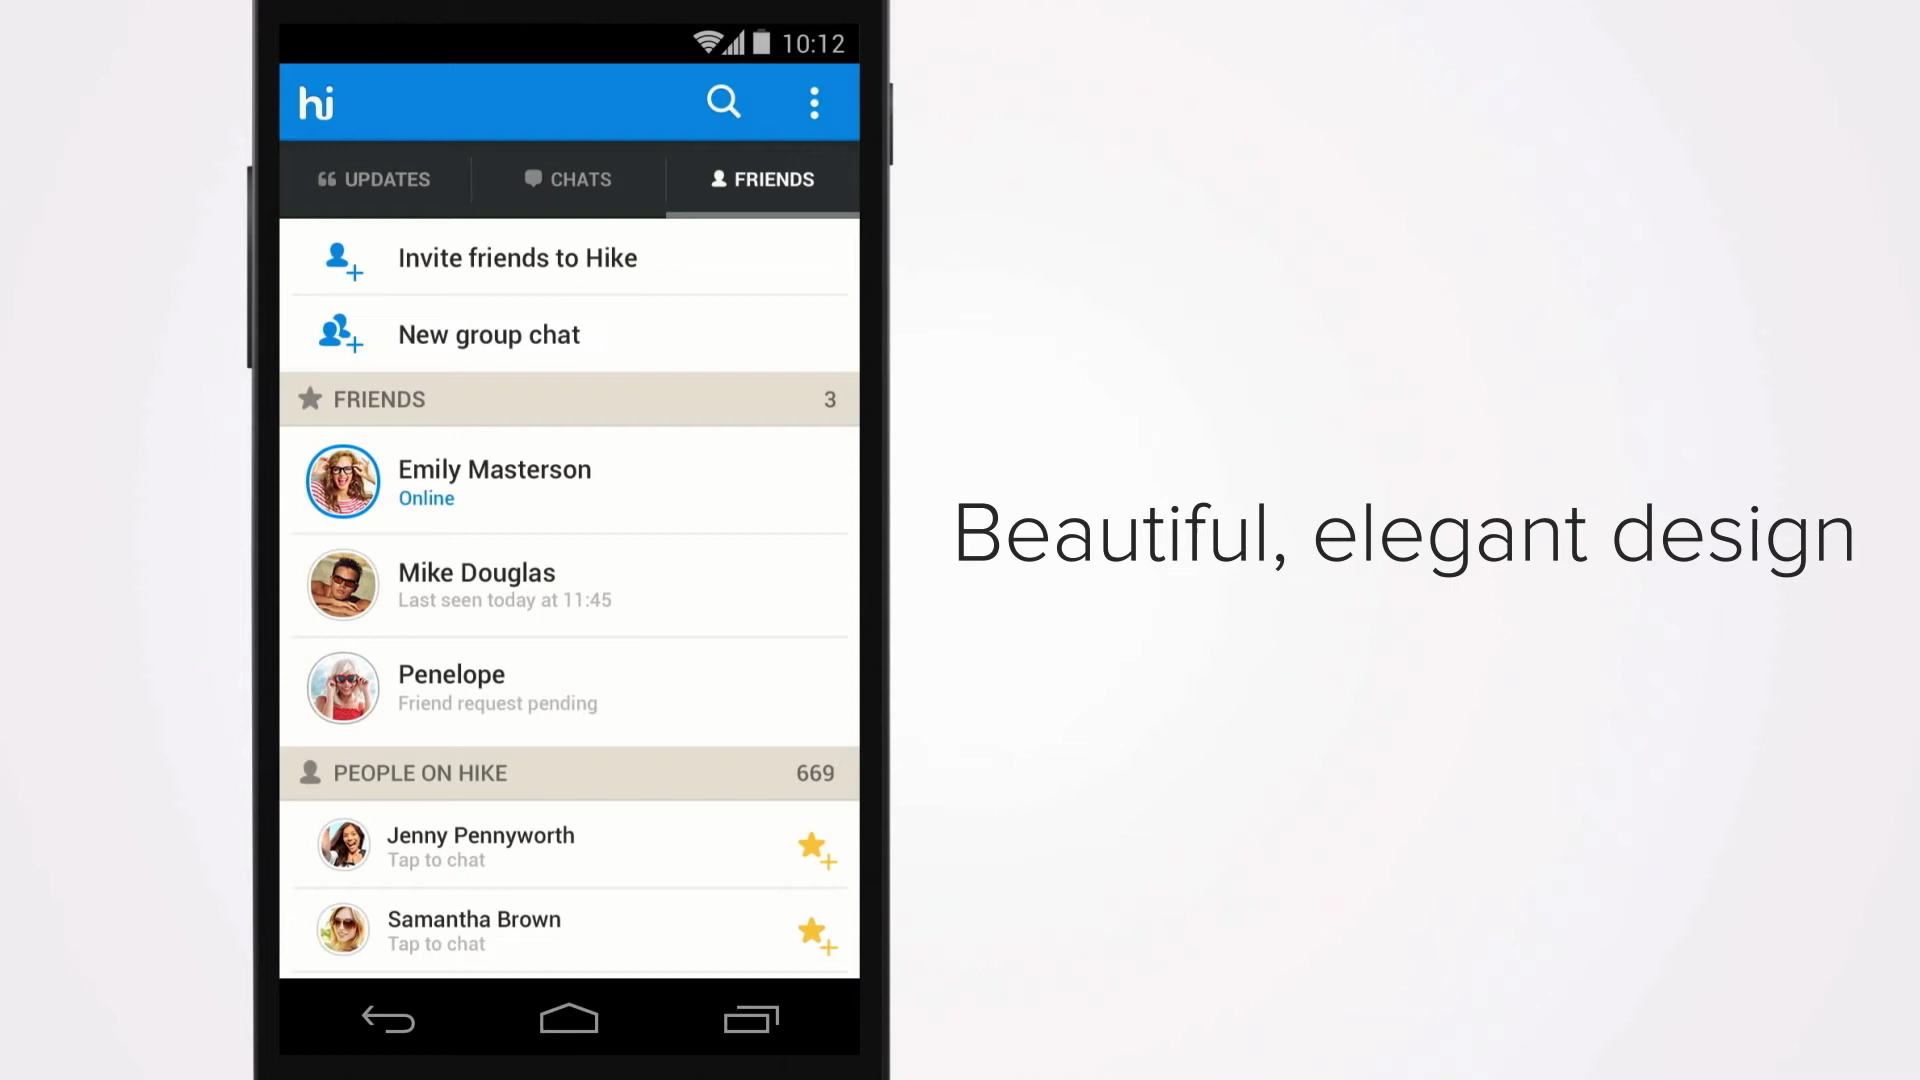 10:12
hi
UPDATES
CHATS
FRIENDS
Invite friends to Hike
New group chat
FRIENDS 3
Emily Masterson
Online
Mike Douglas
Last seen today at 11:45
Penelope
Friend request pending
PEOPLE ON HIKE 669
Jenny Pennyworth
Tap to chat
Samantha Brown
Tap to chat
Beautiful, elegant design